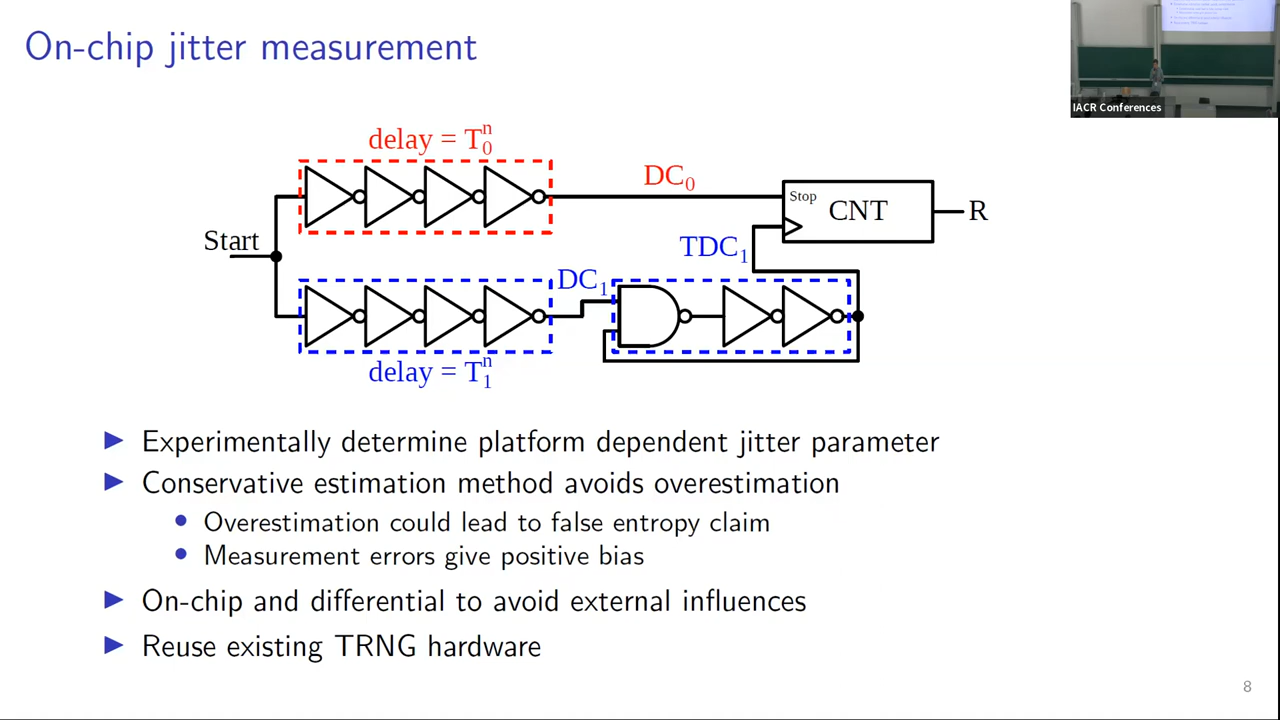 On-chip jitter measurement
IACR Conferences
delay = T₀ⁿ
DC₀
Stop
CNT
R
Start
TDC₁
DC₁
delay = T₁ⁿ
Experimentally determine platform dependent jitter parameter
Conservative estimation method avoids overestimation
Overestimation could lead to false entropy claim
Measurement errors give positive bias
On-chip and differential to avoid external influences
Reuse existing TRNG hardware
8